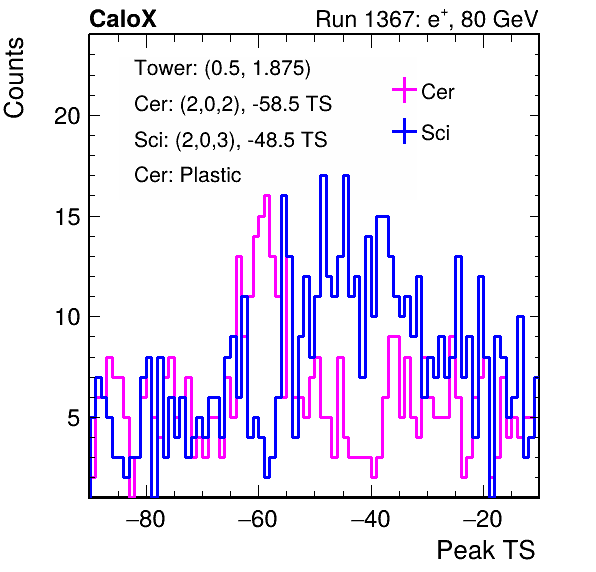 CaloX Run 1367: e⁺, 80 GeV
Counts
Tower: (0.5, 1.875)
Cer: (2,0,2), -58.5 TS
Sci: (2,0,3), -48.5 TS
Cer: Plastic
Cer
Sci
20
15
10
5
−80 −60 −40 −20
Peak TS